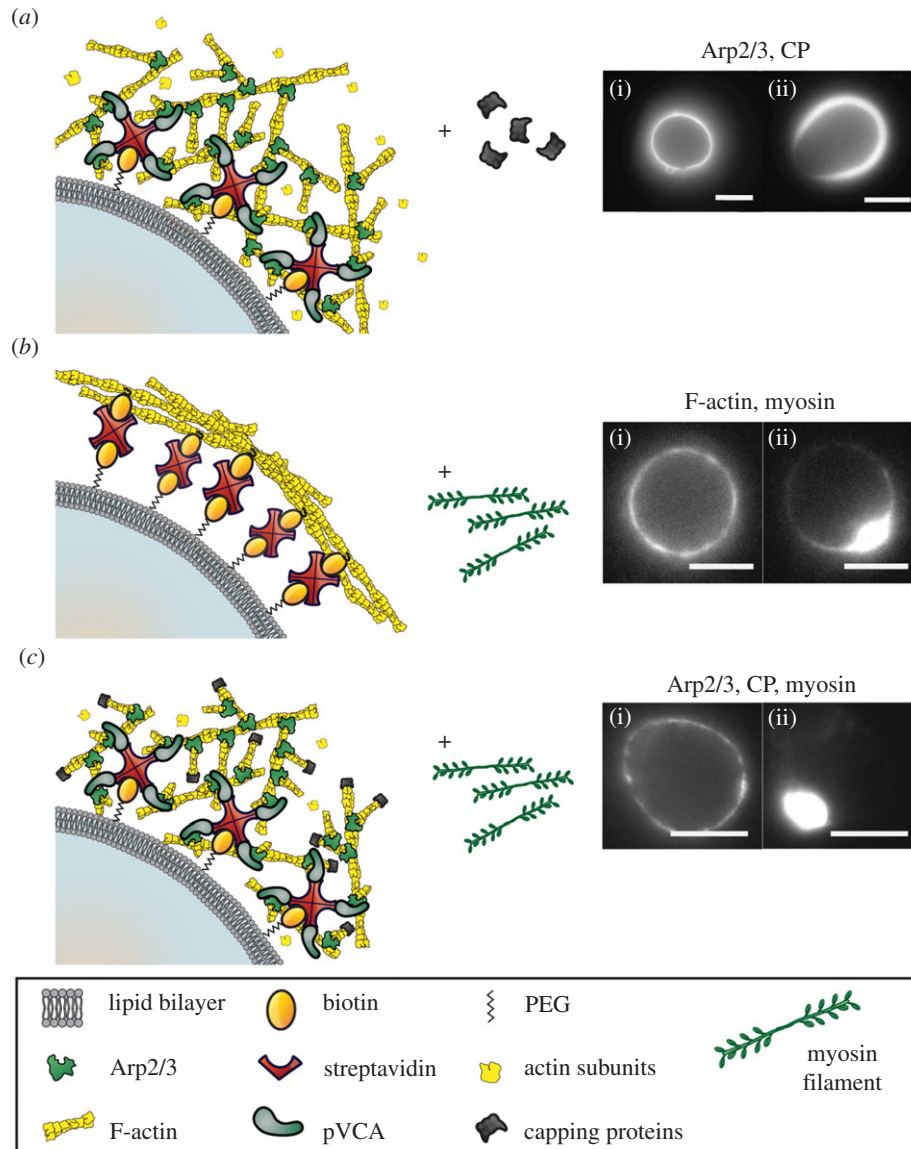 (a)
Arp2/3, CP
(i)
(ii)
+
(b)
F-actin, myosin
(i)
(ii)
+
(c)
Arp2/3, CP, myosin
(i)
(ii)
+
lipid bilayer
biotin
PEG
Arp2/3
streptavidin
actin subunits
myosin
filament
F-actin
pVCA
capping proteins